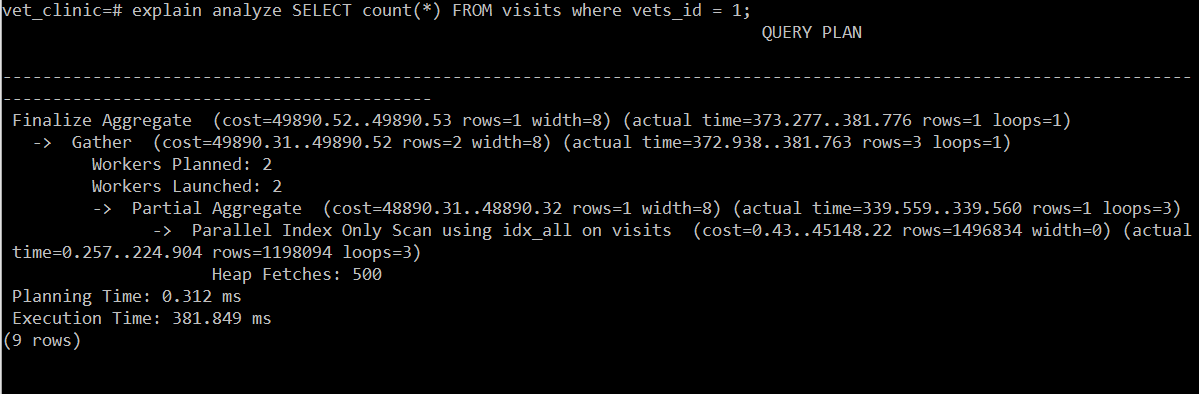 vet_clinic=# explain analyze SELECT count(*) FROM visits where vets_id = 1;
QUERY PLAN
-----------------------------------------------------------------------------------------------------------------------
-------------------------------------------
Finalize Aggregate  (cost=49890.52..49890.53 rows=1 width=8) (actual time=373.277..381.776 rows=1 loops=1)
->  Gather  (cost=49890.31..49890.52 rows=2 width=8) (actual time=372.938..381.763 rows=3 loops=1)
Workers Planned: 2
Workers Launched: 2
->  Partial Aggregate  (cost=48890.31..48890.32 rows=1 width=8) (actual time=339.559..339.560 rows=1 loops=3)
->  Parallel Index Only Scan using idx_all on visits  (cost=0.43..45148.22 rows=1496834 width=0) (actual
time=0.257..224.904 rows=1198094 loops=3)
Heap Fetches: 500
Planning Time: 0.312 ms
Execution Time: 381.849 ms
(9 rows)